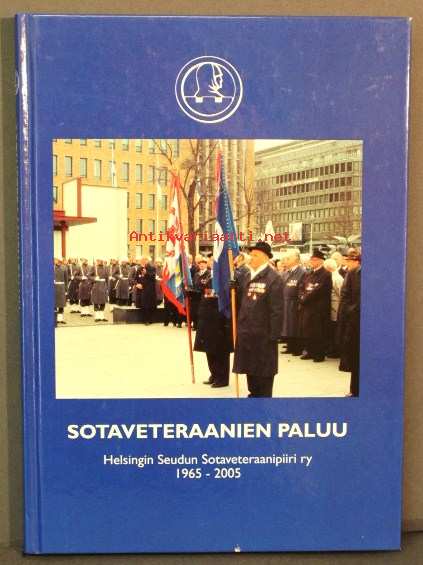 Antikvariaatti.net
SOTAVETERAANIEN PALUU
Helsingin Seudun Sotaveteraanipiiri ry
1965 - 2005